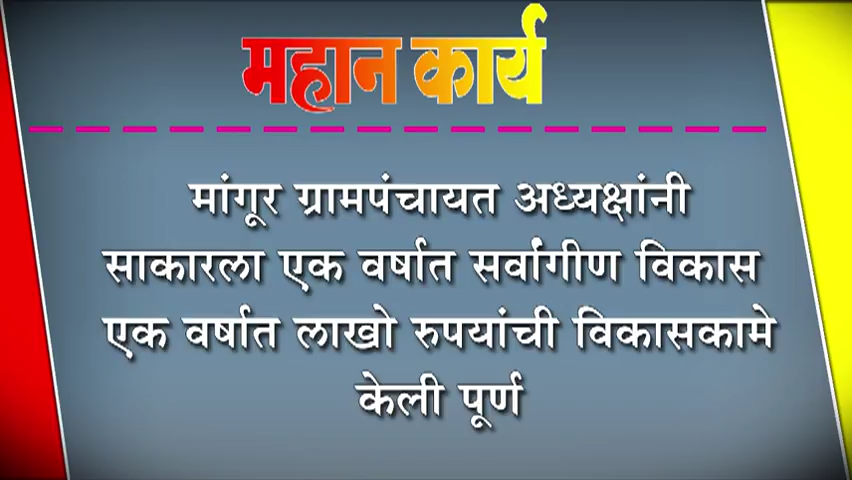 महान कार्य
मांगूर ग्रामपंचायत अध्यक्षांनी
साकारला एक वर्षात सर्वांगीण विकास
एक वर्षात लाखो रुपयांची विकासकामे
केली पूर्ण